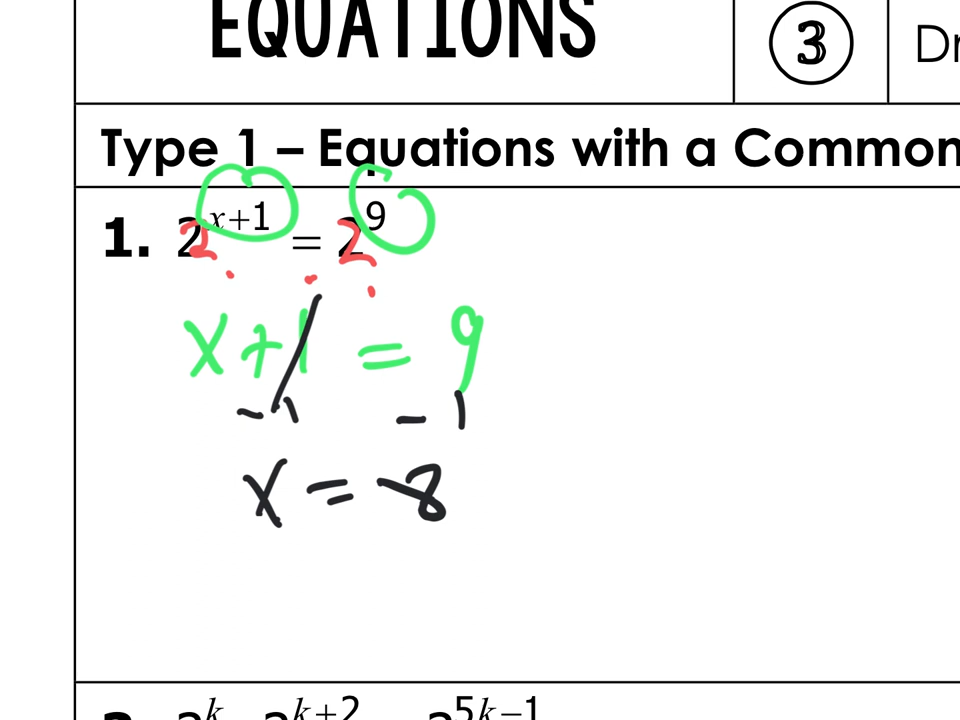 EQUATIONS
3
Type 1 – Equations with a Common
1. 2^{x+1} = 2^9
x+1 = 9
-1 -1
x = 8